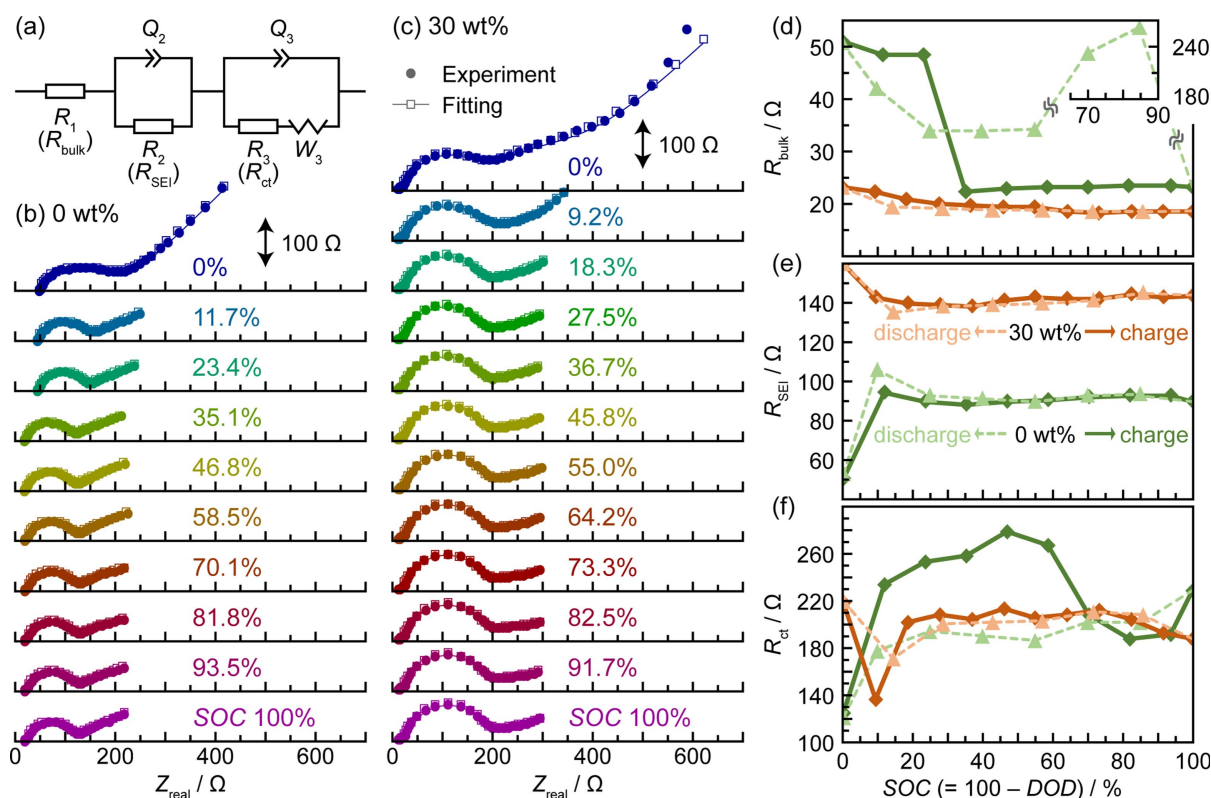 (a)
Q2
Q3
R1
(Rbulk)
R2
(RSEI)
R3
(Rct)
W3
(b) 0 wt%
100 Ω
0%
11.7%
23.4%
35.1%
46.8%
58.5%
70.1%
81.8%
93.5%
SOC 100%
0 200 400 600
Zreal / Ω
(c) 30 wt%
Experiment
Fitting
100 Ω
0%
9.2%
18.3%
27.5%
36.7%
45.8%
55.0%
64.2%
73.3%
82.5%
91.7%
SOC 100%
0 200 400 600
Zreal / Ω
(d)
Rbulk / Ω
50
40
30
20
240
180
70 90
(e)
RSEI / Ω
140
120
100
80
60
discharge 30 wt% charge
discharge 0 wt% charge
(f)
Rct / Ω
260
220
180
140
100
0 20 40 60 80 100
SOC (= 100 – DOD) / %